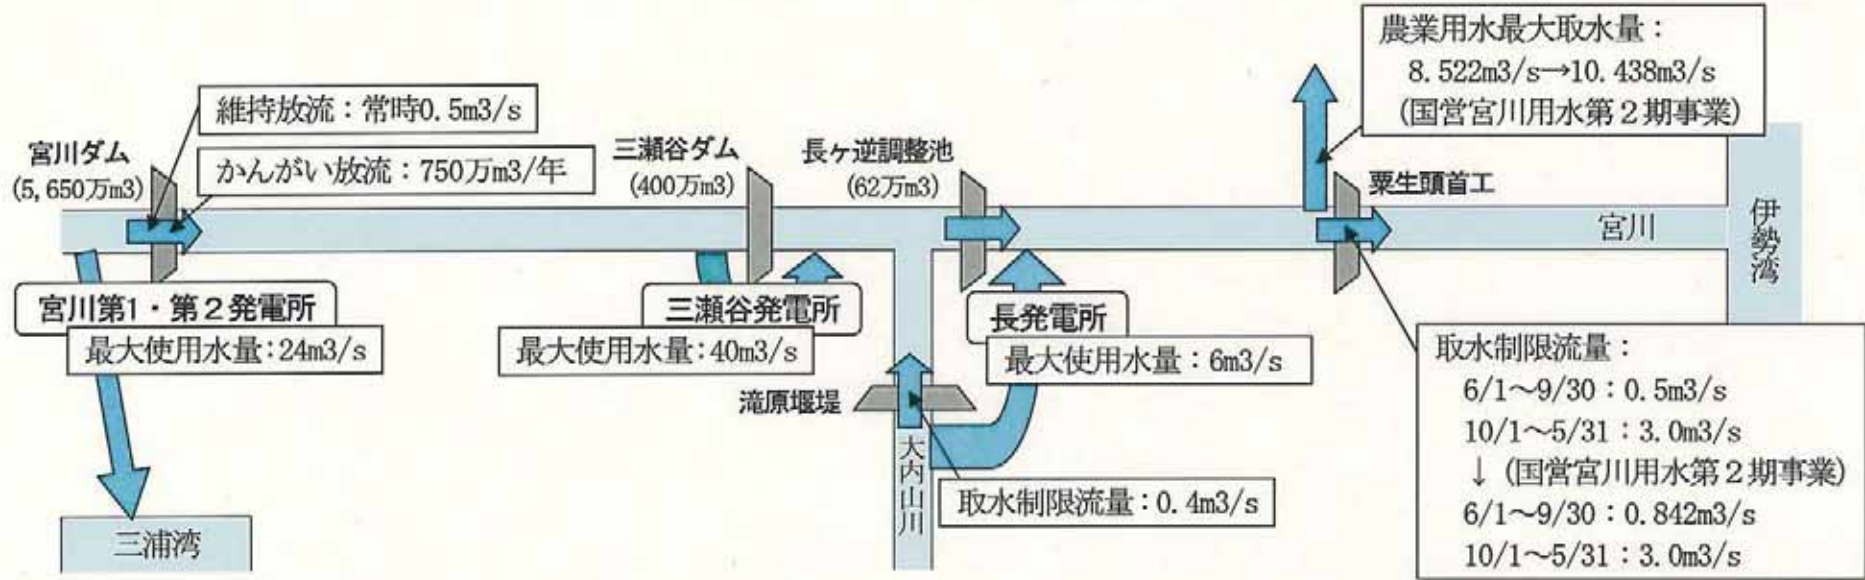 農業用水最大取水量：
8.522m3/s→10.438m3/s
(国営宮川用水第２期事業)
維持放流：常時0.5m3/s
宮川ダム
(5,650万m3)
かんがい放流：750万m3/年
三瀬谷ダム
(400万m3)
長ヶ逆調整池
(62万m3)
粟生頭首工
宮川
伊勢湾
宮川第1・第２発電所
最大使用水量：24m3/s
三瀬谷発電所
最大使用水量：40m3/s
長発電所
最大使用水量：6m3/s
滝原堰堤
大内山川
取水制限流量：0.4m3/s
取水制限流量：
6/1～9/30：0.5m3/s
10/1～5/31：3.0m3/s
↓（国営宮川用水第２期事業）
6/1～9/30：0.842m3/s
10/1～5/31：3.0m3/s
三浦湾